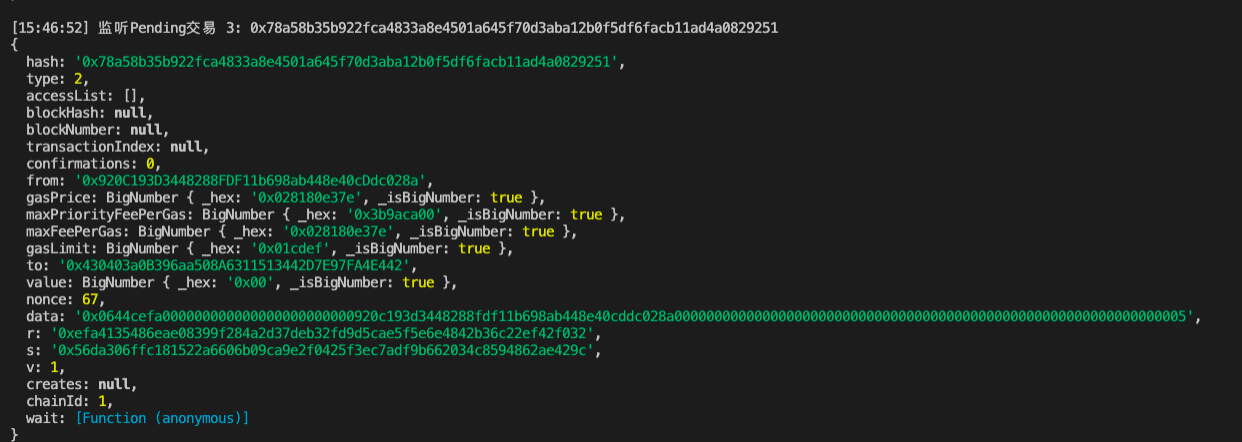 [15:46:52] 监听Pending交易 3: 0x78a58b35b922fca4833a8e4501a645f70d3aba12b0f5df6facb11ad4a0829251
{
  hash: '0x78a58b35b922fca4833a8e4501a645f70d3aba12b0f5df6facb11ad4a0829251',
  type: 2,
  accessList: [],
  blockHash: null,
  blockNumber: null,
  transactionIndex: null,
  confirmations: 0,
  from: '0x920C193D3448288FDF11b698ab448e40cDdc028a',
  gasPrice: BigNumber { _hex: '0x028180e37e', _isBigNumber: true },
  maxPriorityFeePerGas: BigNumber { _hex: '0x3b9aca00', _isBigNumber: true },
  maxFeePerGas: BigNumber { _hex: '0x028180e37e', _isBigNumber: true },
  gasLimit: BigNumber { _hex: '0x01cdef', _isBigNumber: true },
  to: '0x430403a0B396aa508A6311513442D7E97FA4E442',
  value: BigNumber { _hex: '0x00', _isBigNumber: true },
  nonce: 67,
  data: '0x0644cefa000000000000000000000000920c193d3448288fdf11b698ab448e40cddc028a0000000000000000000000000000000000000000000000000000000000000005',
  r: '0xefa4135486eae08399f284a2d37deb32fd9d5cae5f5e6e4842b36c22ef42f032',
  s: '0x56da306ffc181522a6606b09ca9e2f0425f3ec7adf9b662034c8594862ae429c',
  v: 1,
  creates: null,
  chainId: 1,
  wait: [Function (anonymous)]
}